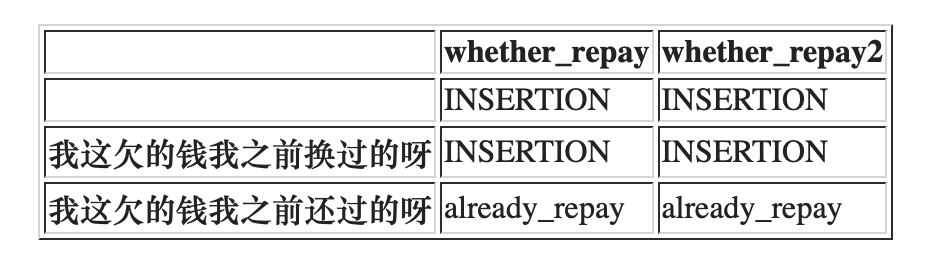 whether_repay whether_repay2
INSERTION INSERTION
我这欠的钱我之前换过的呀 INSERTION INSERTION
我这欠的钱我之前还过的呀 already_repay already_repay